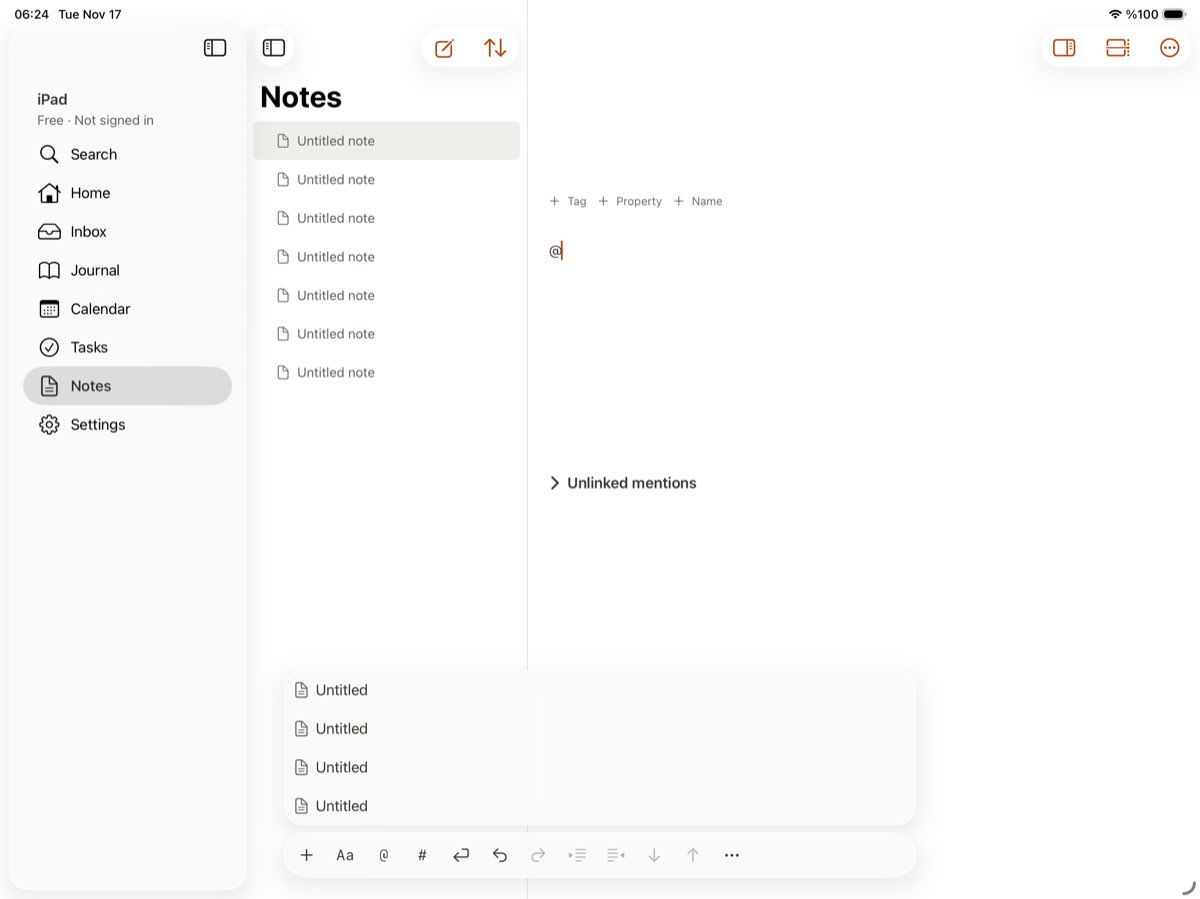 06:24 Tue Nov 17
%100
iPad
Free · Not signed in
Search
Home
Inbox
Journal
Calendar
Tasks
Notes
Settings
Notes
Untitled note
Untitled note
Untitled note
Untitled note
Untitled note
Untitled note
Untitled note
+ Tag + Property + Name
@
Unlinked mentions
Untitled
Untitled
Untitled
Untitled
+ Aa @ # ...